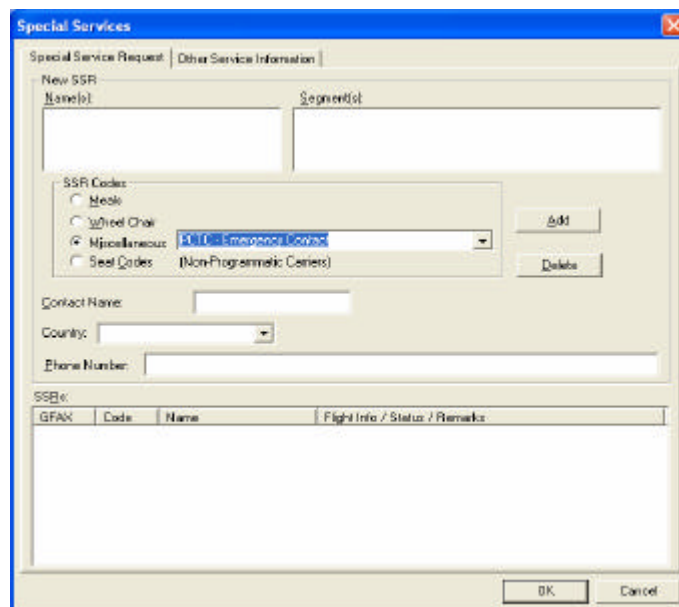 Special Services
Special Service Request Other Service Information
New SSR
Name(s): Segment(s):
SSR Codes
Meals
Wheel Chair
Miscellaneous PCTC - Emergency Contact
Seat Codes (Non-Programmatic Carriers)
Add
Delete
Contact Name:
Country:
Phone Number:
SSRs:
GFAX Code Name Flight Info / Status / Remarks
OK Cancel